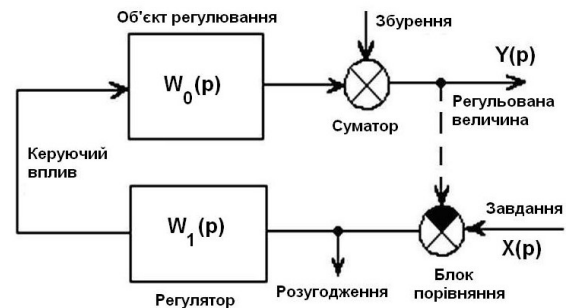 Об'єкт регулювання
Збурення
W0(p)
Y(p)
Регульована
величина
Суматор
Керуючий
вплив
W1(p)
Завдання
X(p)
Регулятор
Розугодження
Блок
порівняння